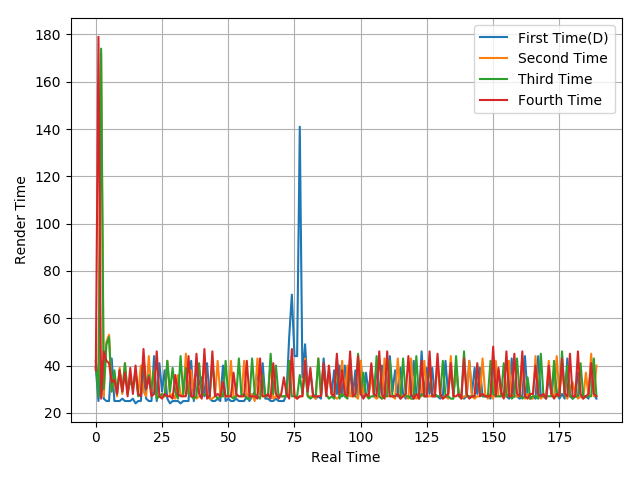 First Time(D)
Second Time
Third Time
Fourth Time
180
160
140
120
100
80
60
40
20
Render Time
0
25
50
75
100
125
150
175
Real Time